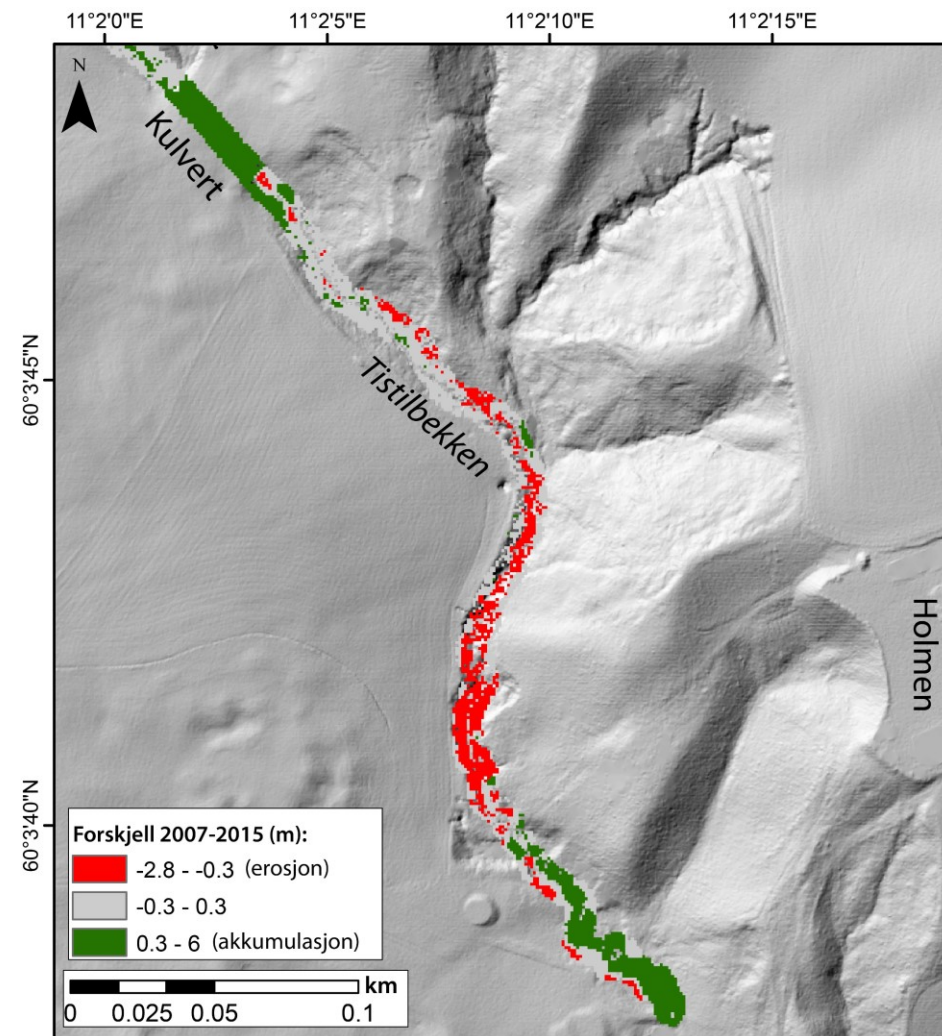 11°2'0"E 11°2'5"E 11°2'10"E 11°2'15"E
N
Kulvert
60°3'45"N
Tistilbekken
Holmen
60°3'40"N
Forskjell 2007-2015 (m):
-2.8 - -0.3 (erosjon)
-0.3 - 0.3
0.3 - 6 (akkumulasjon)
km
0 0.025 0.05 0.1